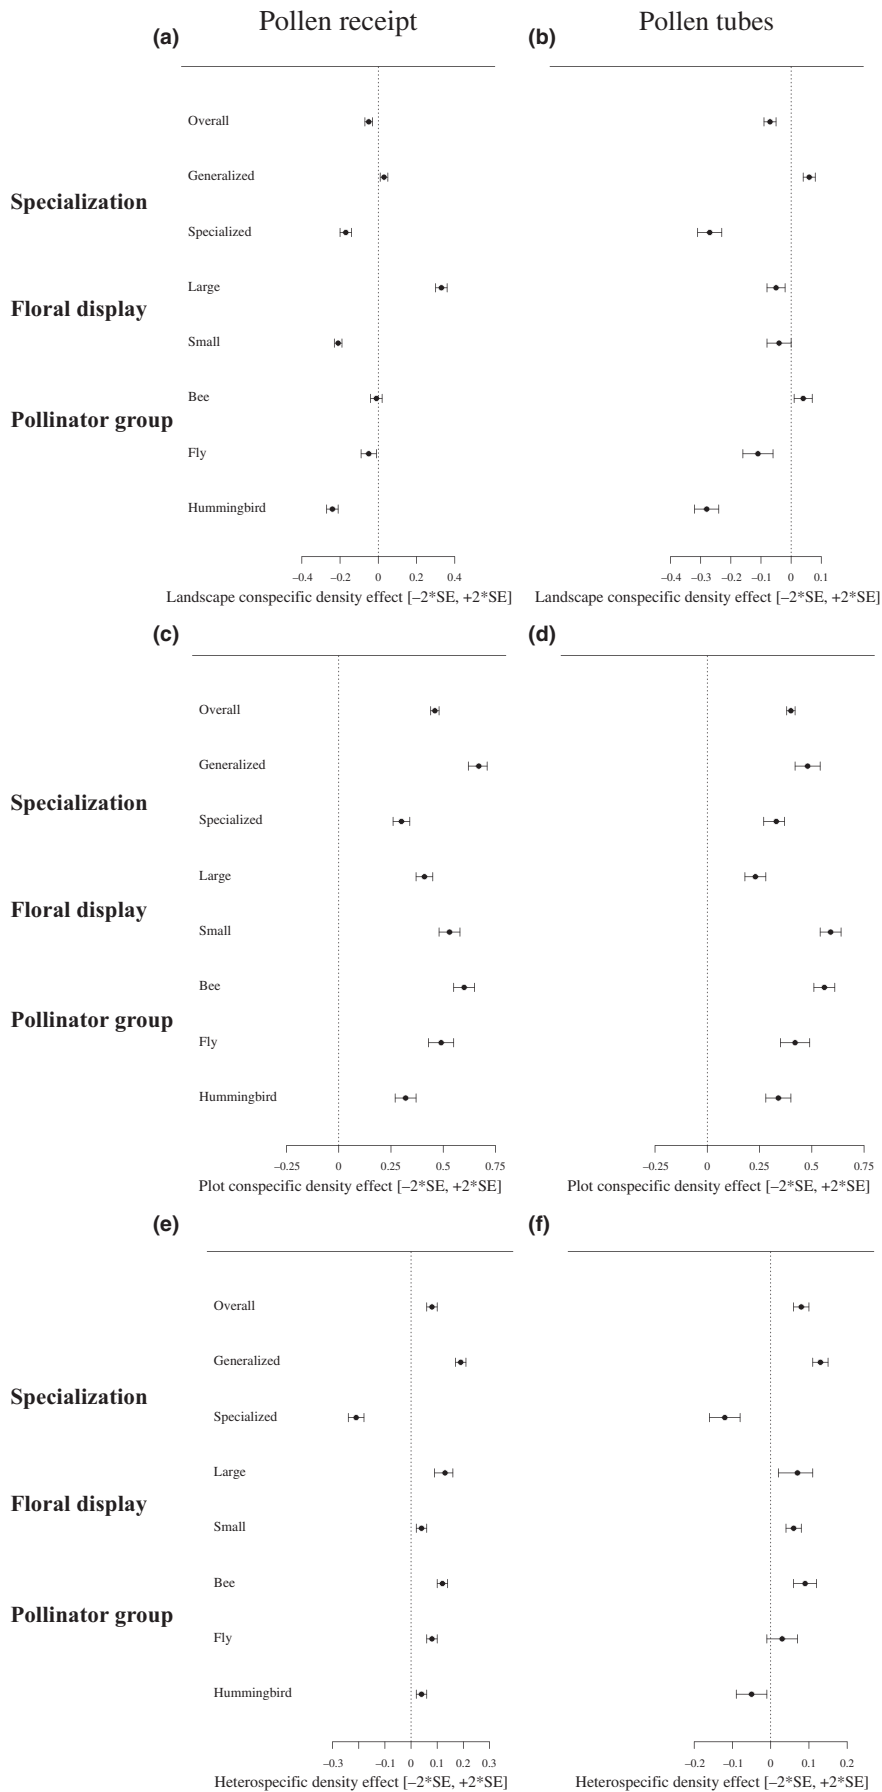 Pollen receipt
Pollen tubes
(a)
(b)
Overall
Generalized
Specialization
Specialized
Large
Floral display
Small
Bee
Pollinator group
Fly
Hummingbird
–0.4 –0.2 0 0.2 0.4
–0.4 –0.3 –0.2 –0.1 0 0.1
Landscape conspecific density effect [–2*SE, +2*SE]
Landscape conspecific density effect [–2*SE, +2*SE]
(c)
(d)
Overall
Generalized
Specialization
Specialized
Large
Floral display
Small
Bee
Pollinator group
Fly
Hummingbird
–0.25 0 0.25 0.5 0.75
–0.25 0 0.25 0.5 0.75
Plot conspecific density effect [–2*SE, +2*SE]
Plot conspecific density effect [–2*SE, +2*SE]
(e)
(f)
Overall
Generalized
Specialization
Specialized
Large
Floral display
Small
Bee
Pollinator group
Fly
Hummingbird
–0.3 –0.1 0 0.1 0.2 0.3
–0.2 –0.1 0 0.1 0.2
Heterospecific density effect [–2*SE, +2*SE]
Heterospecific density effect [–2*SE, +2*SE]